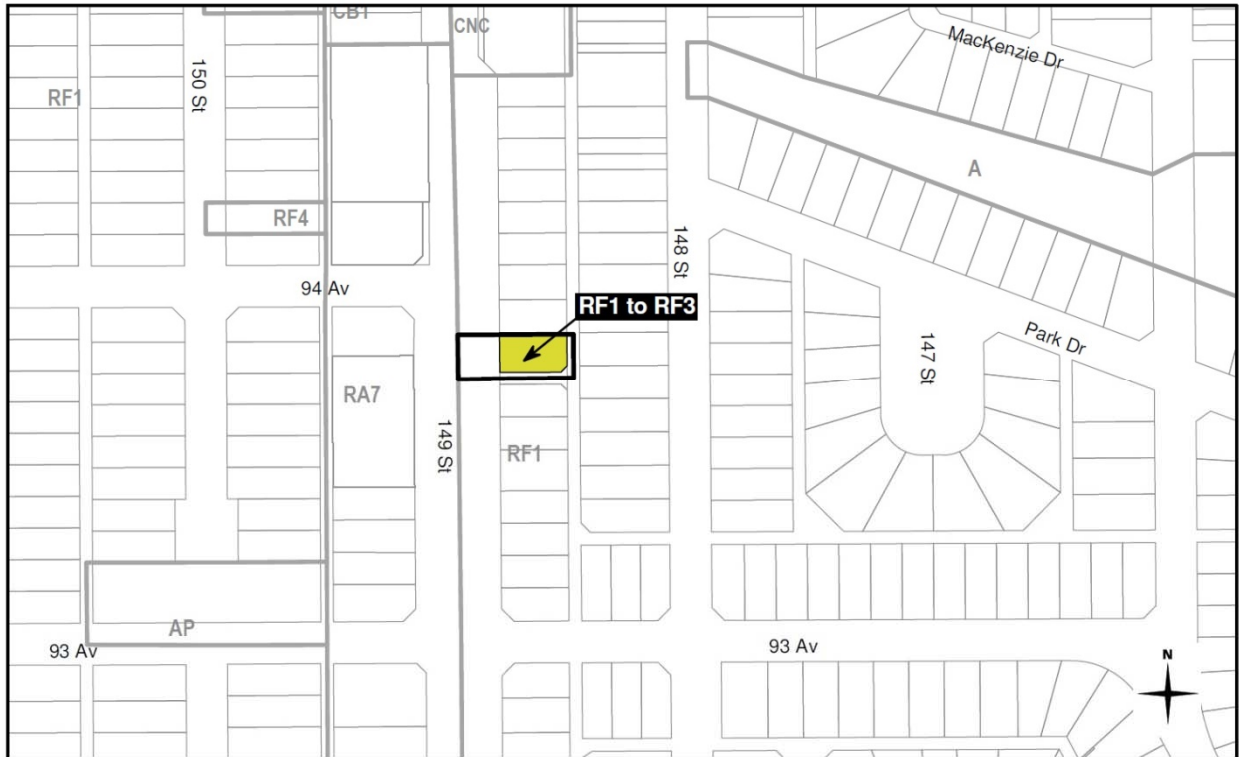 CB1
CNC
MacKenzie Dr
150 St
RF1
A
RF4
148 St
94 Av
RF1 to RF3
Park Dr
147 St
RA7
149 St
RF1
AP
93 Av
93 Av
N